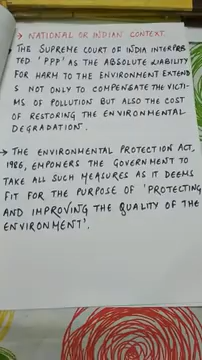 → NATIONAL OR INDIAN CONTEXT
→ THE SUPREME COURT OF INDIA INTERPRE
TED 'PPP' AS THE ABSOLUTE LIABILITY
FOR HARM TO THE ENVIRONMENT EXTEND
S NOT ONLY TO COMPENSATE THE VICTI-
MS OF POLLUTION BUT ALSO THE COST
OF RESTORING THE ENVIRONMENTAL
DEGRADATION.
→ THE ENVIRONMENTAL PROTECTION ACT,
1986, EMPOWERS THE GOVERNMENT TO
TAKE ALL SUCH MEASURES AS IT DEEMS
FIT FOR THE PURPOSE OF 'PROTECTING
AND IMPROVING THE QUALITY OF THE
ENVIRONMENT'.